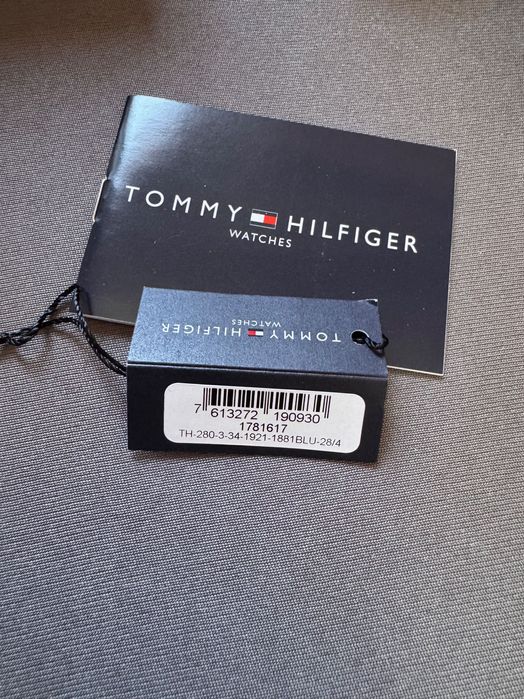 TOMMY HILFIGER
WATCHES
TOMMY HILFIGER
WATCHES
7 613272 190930
1781617
TH-280-3-34-1921-1881BLU-28/4